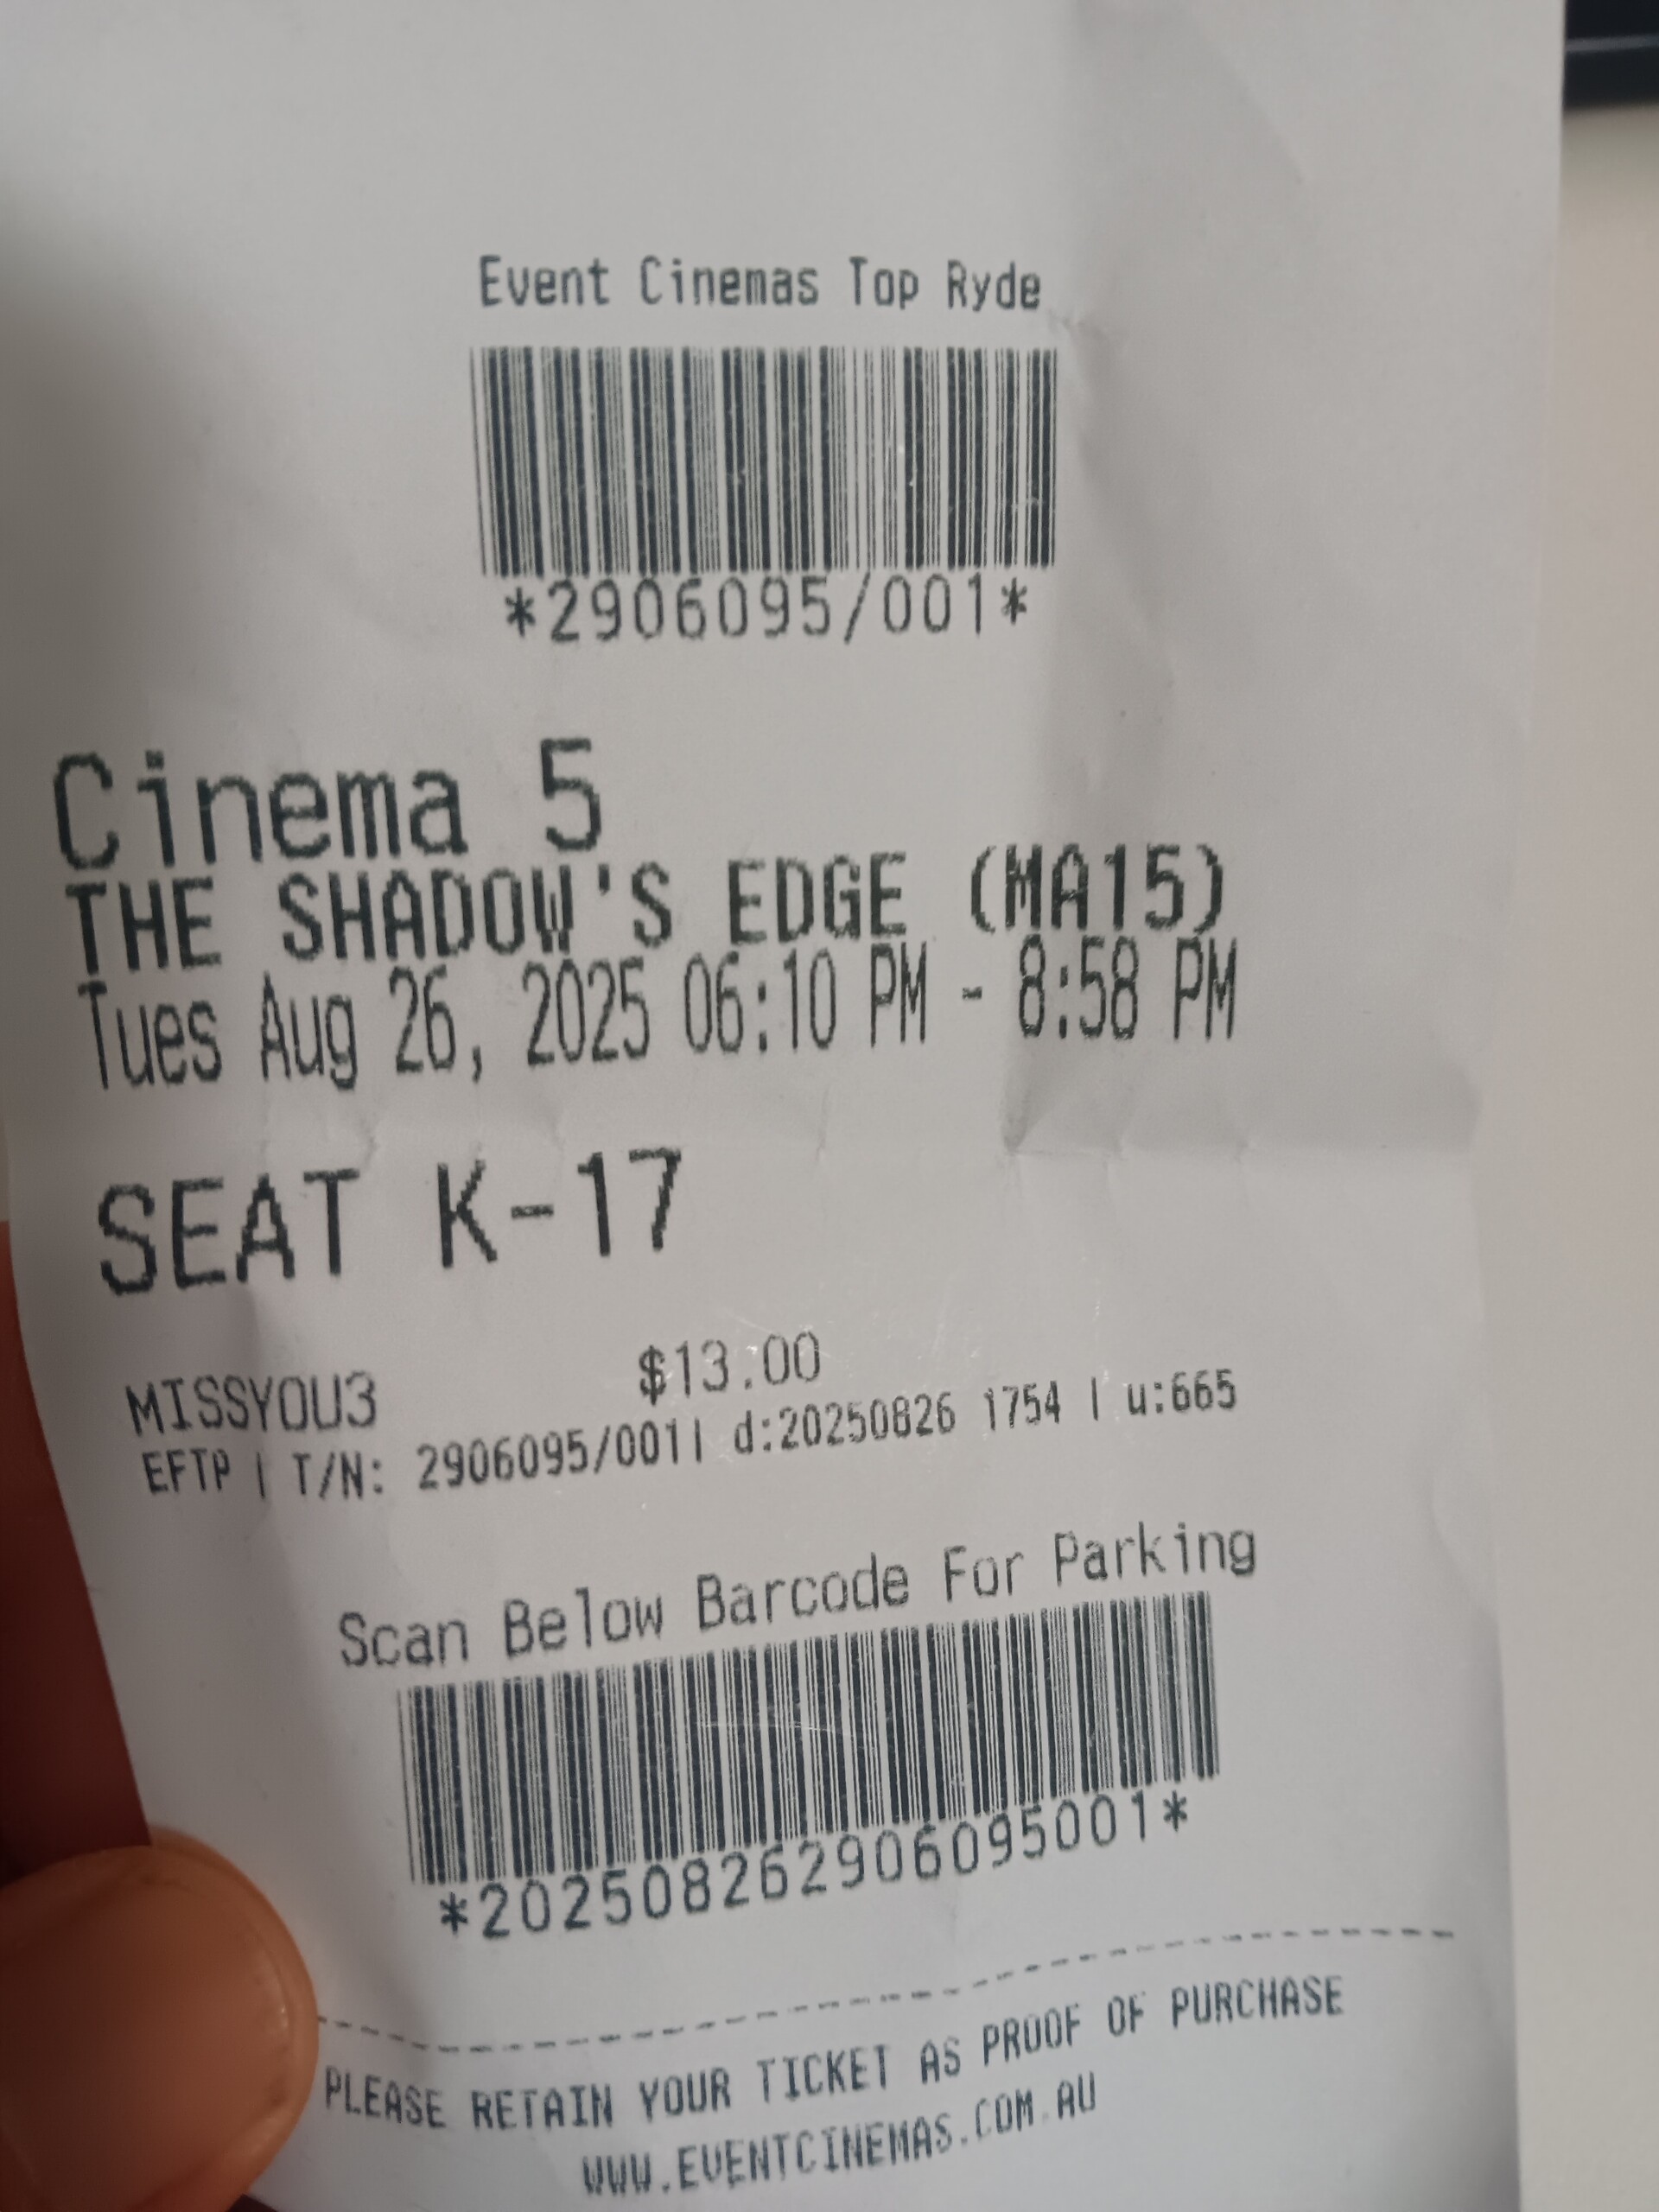 Event Cinemas Top Ryde
*2906095/001*
Cinema 5
THE SHADOW'S EDGE (MA15)
Tues Aug 26, 2025 06:10 PM - 8:58 PM
SEAT K-17
MISSYOU3 $13.00
EFTP | T/N: 2906095/001| d:20250826 1754 | u:665
Scan Below Barcode For Parking
*202508262906095001*
PLEASE RETAIN YOUR TICKET AS PROOF OF PURCHASE
WWW.EVENTCINEMAS.COM.AU